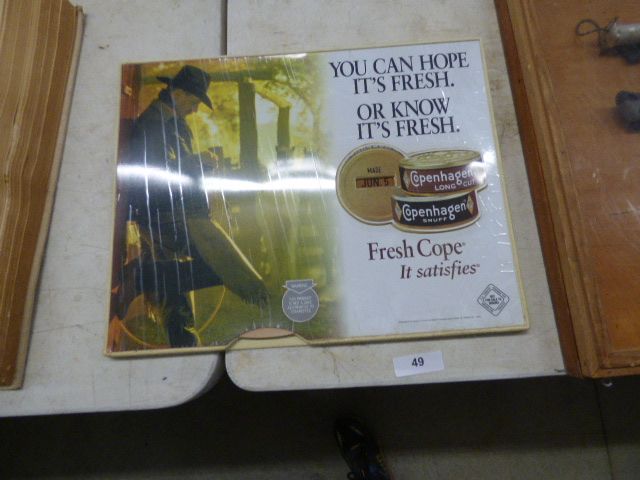 YOU CAN HOPE
IT'S FRESH.
OR KNOW
IT'S FRESH.
MADE
JUN. 5
Copenhagen
LONG CUT
Copenhagen
SNUFF
Fresh Cope®
It satisfies®
WARNING
49